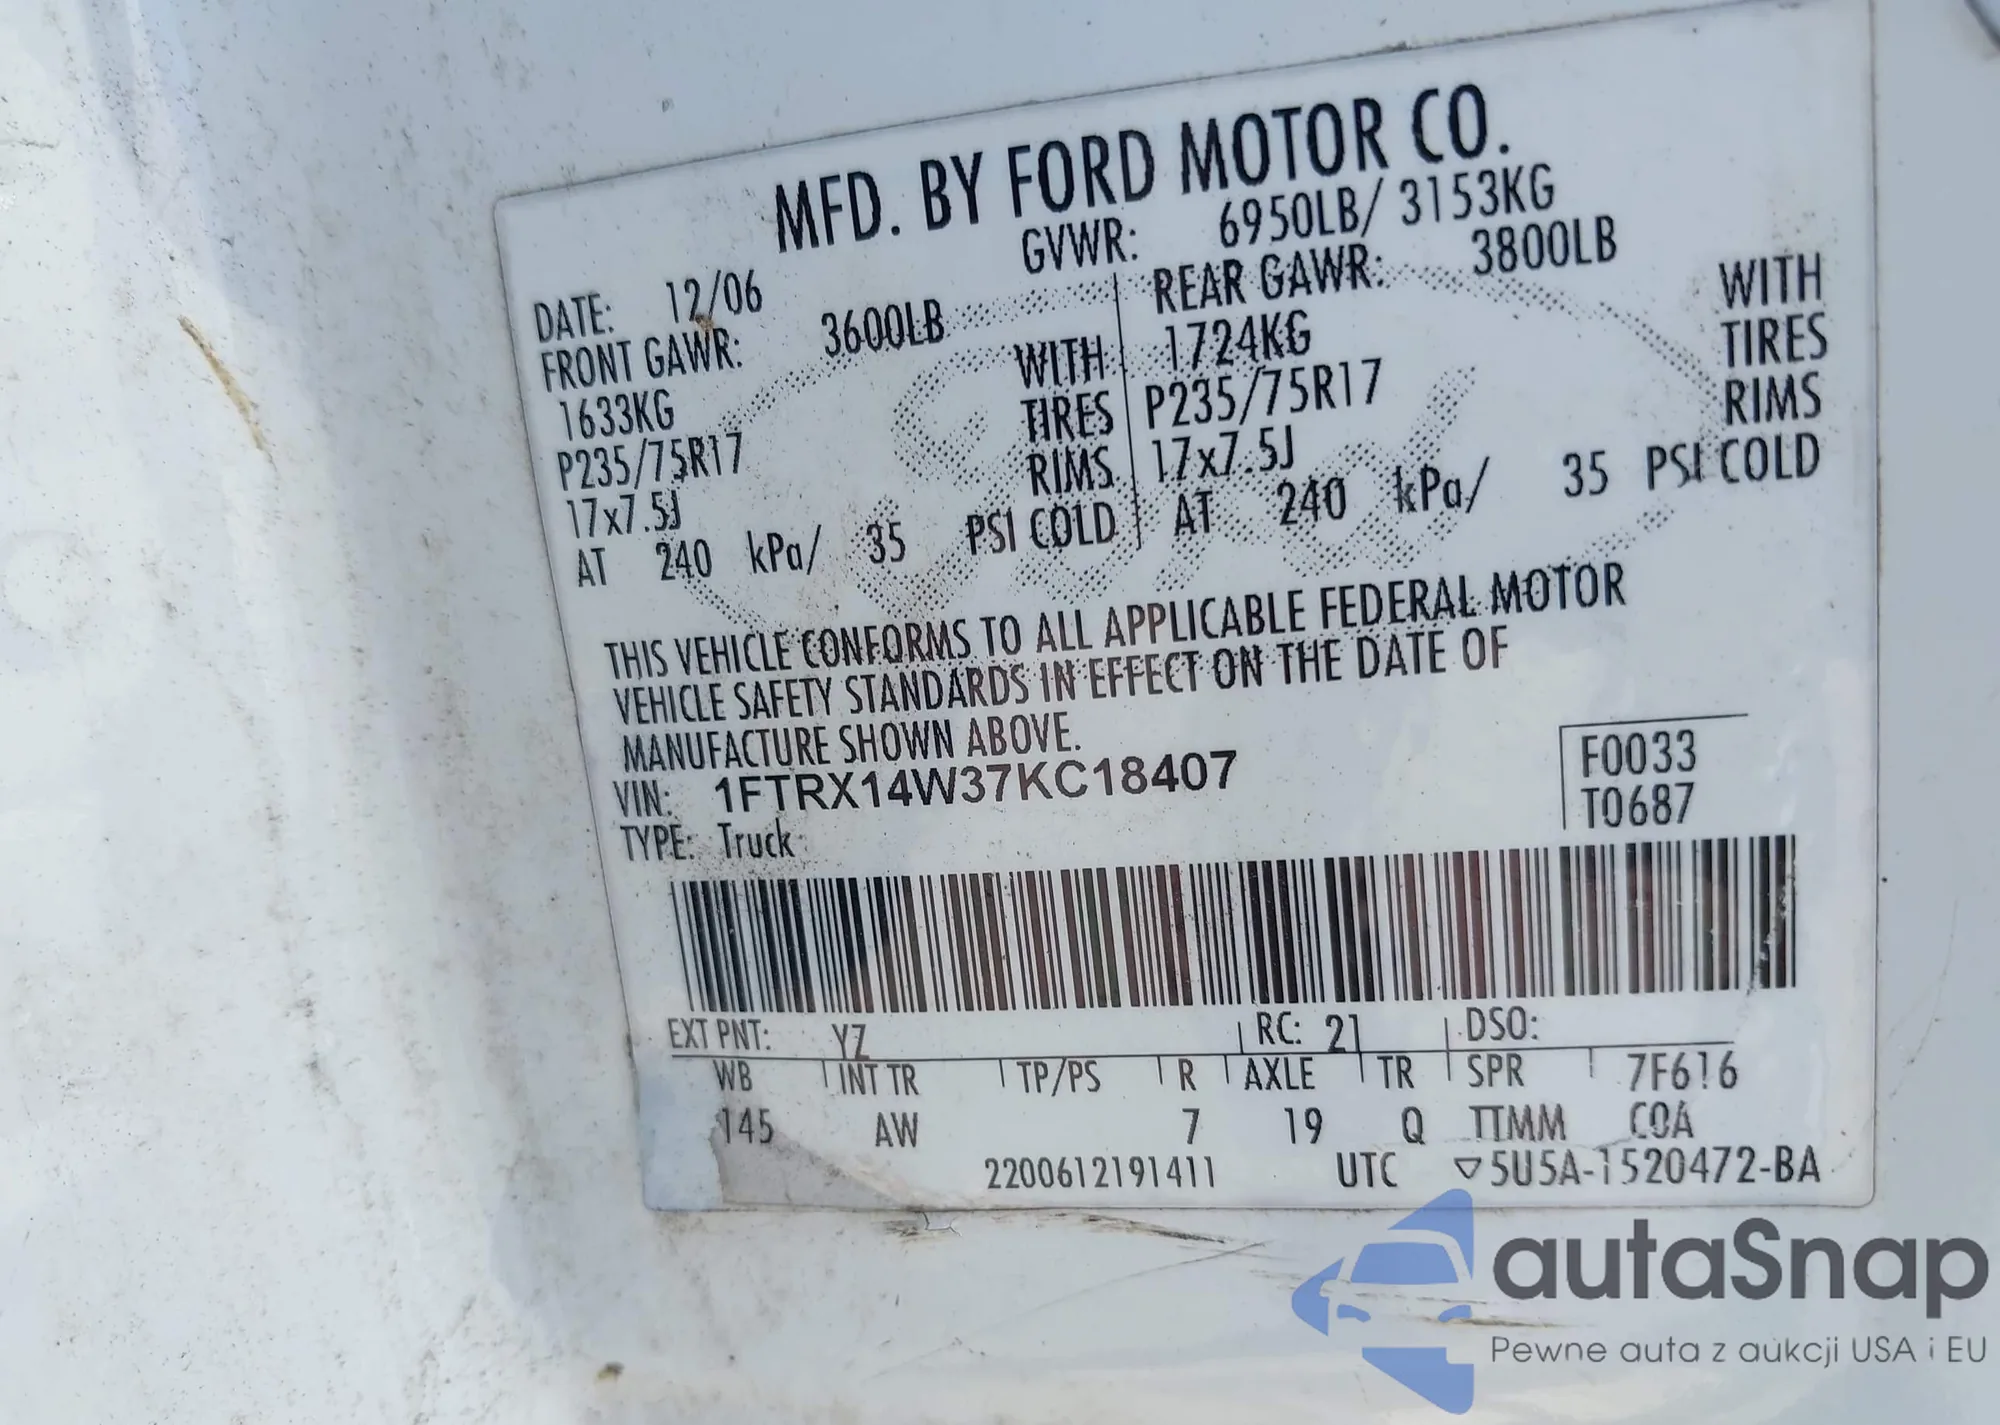 MFD. BY FORD MOTOR CO.
DATE: 12/06 GVWR: 6950LB/ 3153KG
FRONT GAWR: 3600LB REAR GAWR: 3800LB
1633KG WITH 1724KG WITH
P235/75R17 TIRES P235/75R17 TIRES
17x7.5J RIMS 17x7.5J RIMS
AT 240 kPa/ 35 PSI COLD AT 240 kPa/ 35 PSI COLD
THIS VEHICLE CONFORMS TO ALL APPLICABLE FEDERAL MOTOR
VEHICLE SAFETY STANDARDS IN EFFECT ON THE DATE OF
MANUFACTURE SHOWN ABOVE.
VIN: 1FTRX14W37KC18407 F0033
TYPE: Truck T0687
EXT PNT: YZ RC: 21 DSO:
WB INT TR TP/PS R AXLE TR SPR 7F616
145 AW 7 19 Q TTMM COA
2200612191411 UTC ▽5U5A-1520472-BA
autaSnap
Pewne auta z aukcji USA i EU